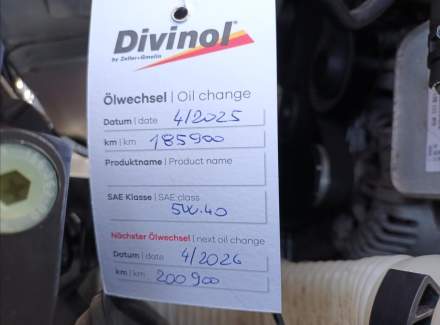 Divinol
by Zeller+Gmelin
Ölwechsel | Oil change
Datum | date 4/2025
km | km 185900
Produktname | Product name
SAE Klasse | SAE class
5W-40
Nächster Ölwechsel | next oil change
Datum | date 4/2026
km | km 200900